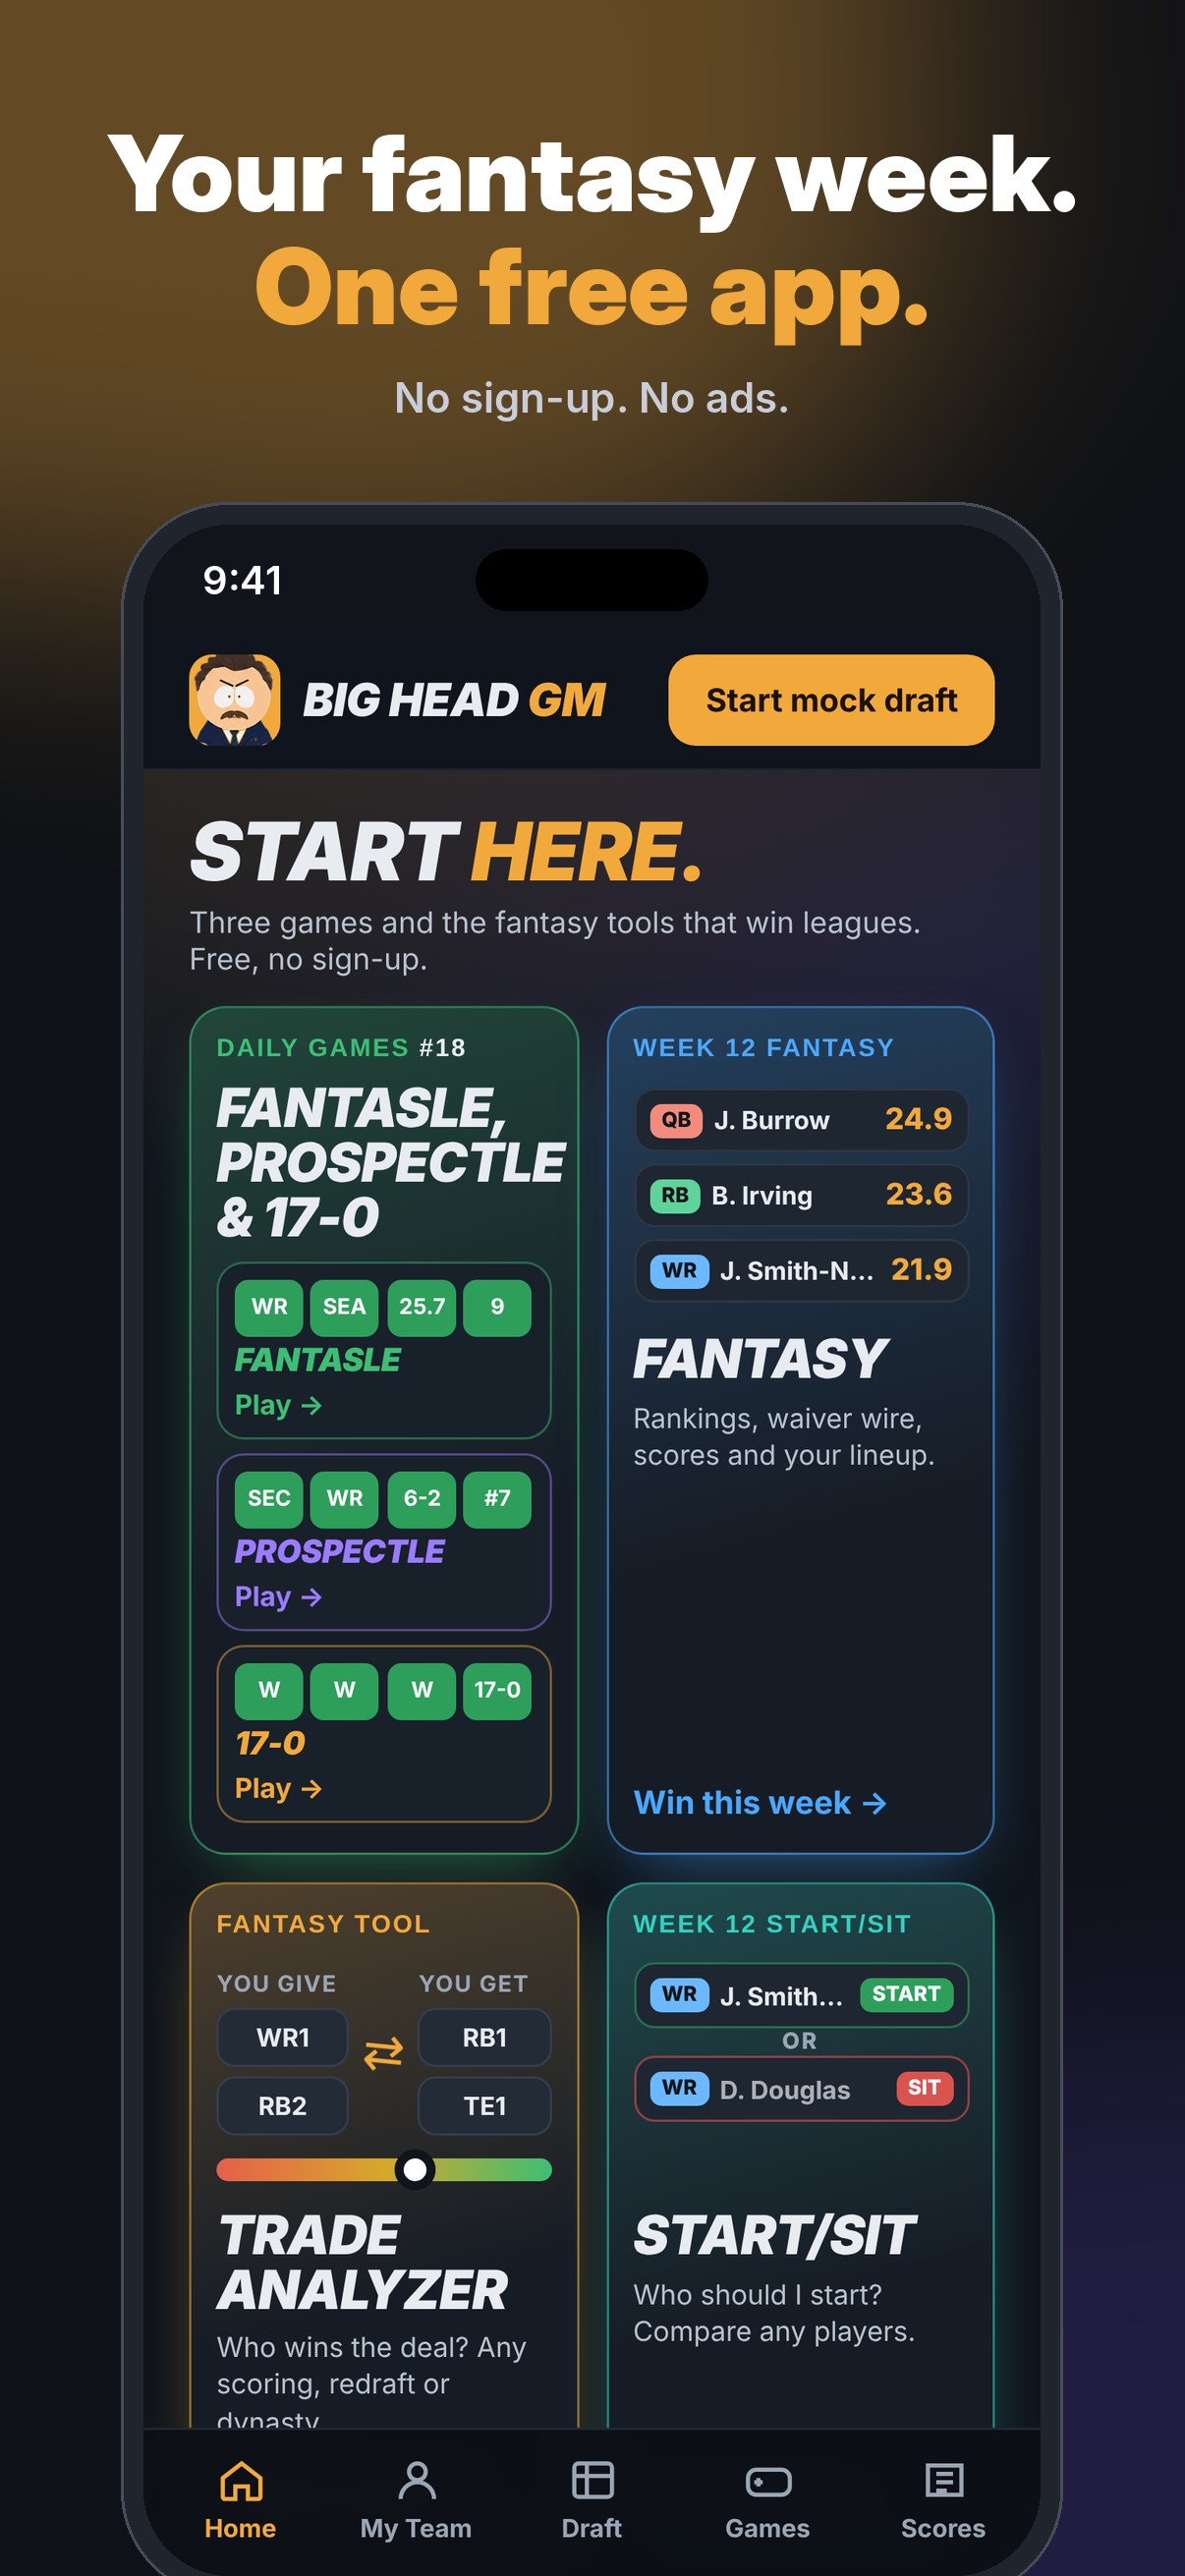 Your fantasy week.
One free app.
No sign-up. No ads.
9:41
BIG HEAD GM
Start mock draft
START HERE.
Three games and the fantasy tools that win leagues.
Free, no sign-up.
DAILY GAMES #18
FANTASLE,
PROSPECTLE
& 17-0
WR SEA 25.7 9
FANTASLE
Play →
SEC WR 6-2 #7
PROSPECTLE
Play →
W W W 17-0
17-0
Play →
WEEK 12 FANTASY
QB J. Burrow 24.9
RB B. Irving 23.6
WR J. Smith-N... 21.9
FANTASY
Rankings, waiver wire,
scores and your lineup.
Win this week →
FANTASY TOOL
YOU GIVE YOU GET
WR1 ⇄ RB1
RB2 TE1
TRADE
ANALYZER
Who wins the deal? Any
scoring, redraft or
dynasty
WEEK 12 START/SIT
WR J. Smith... START
OR
WR D. Douglas SIT
START/SIT
Who should I start?
Compare any players.
Home My Team Draft Games Scores